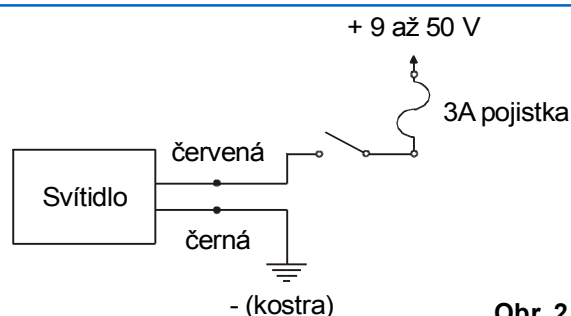 + 9 až 50 V
3A pojistka
červená
Svítidlo
černá
- (kostra)
Obr. 2